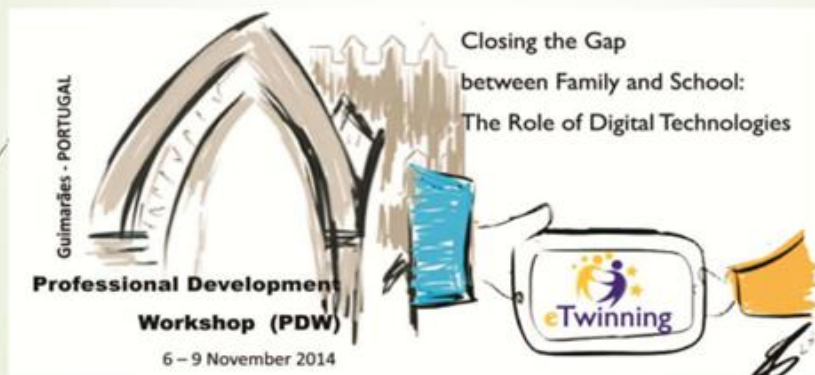 Closing the Gap
between Family and School:
The Role of Digital Technologies
Guimarães - PORTUGAL
eTwinning
Professional Development
Workshop (PDW)
6 – 9 November 2014